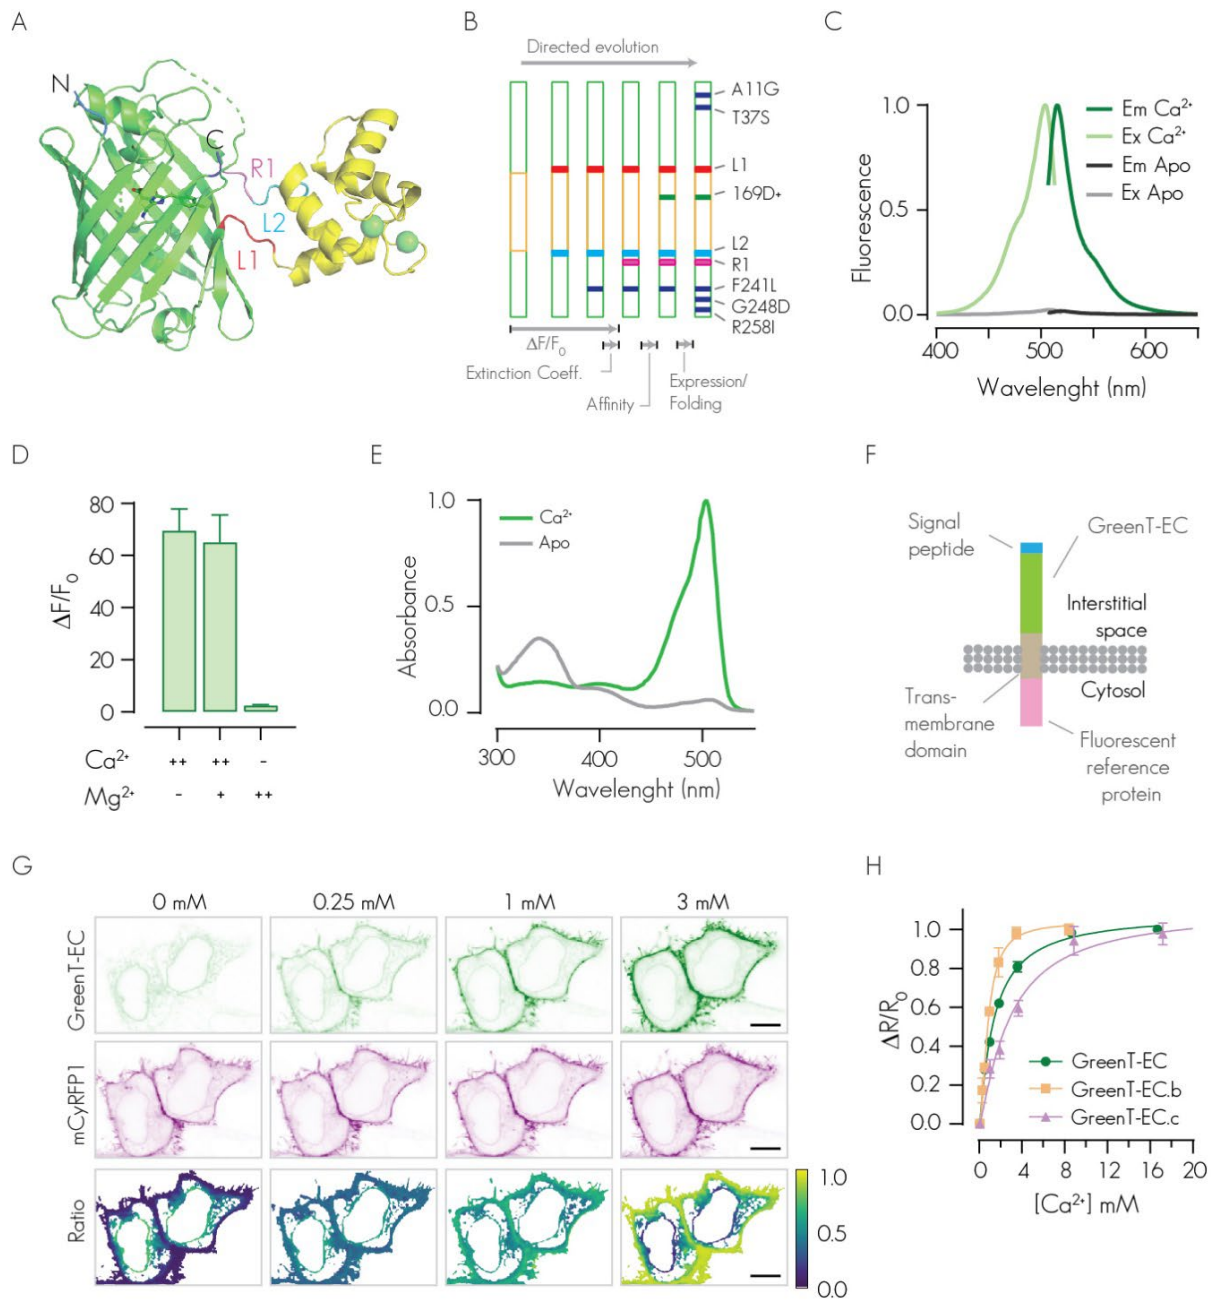 A
N
C
R1
L2
L1
B
Directed evolution
A11G
T37S
L1
169D+
L2
R1
F241L
G248D
R258I
ΔF/F₀
Extinction Coeff.
Affinity
Expression/
Folding
C
Fluorescence
1.0
0.5
0.0
400
500
600
Wavelenght (nm)
Em Ca²⁺
Ex Ca²⁺
Em Apo
Ex Apo
D
ΔF/F₀
80
60
40
20
0
Ca²⁺ ++ ++ -
Mg²⁺ - + ++
E
Absorbance
1.0
0.5
0.0
Ca²⁺
Apo
300
400
500
Wavelenght (nm)
F
Signal
peptide
GreenT-EC
Interstitial
space
Cytosol
Trans-
membrane
domain
Fluorescent
reference
protein
G
0 mM
0.25 mM
1 mM
3 mM
GreenT-EC
mCyRFP1
Ratio
1.0
0.5
0.0
H
ΔR/R₀
1.0
0.8
0.6
0.4
0.2
0.0
GreenT-EC
GreenT-EC.b
GreenT-EC.c
0 4 8 12 16 20
[Ca²⁺] mM